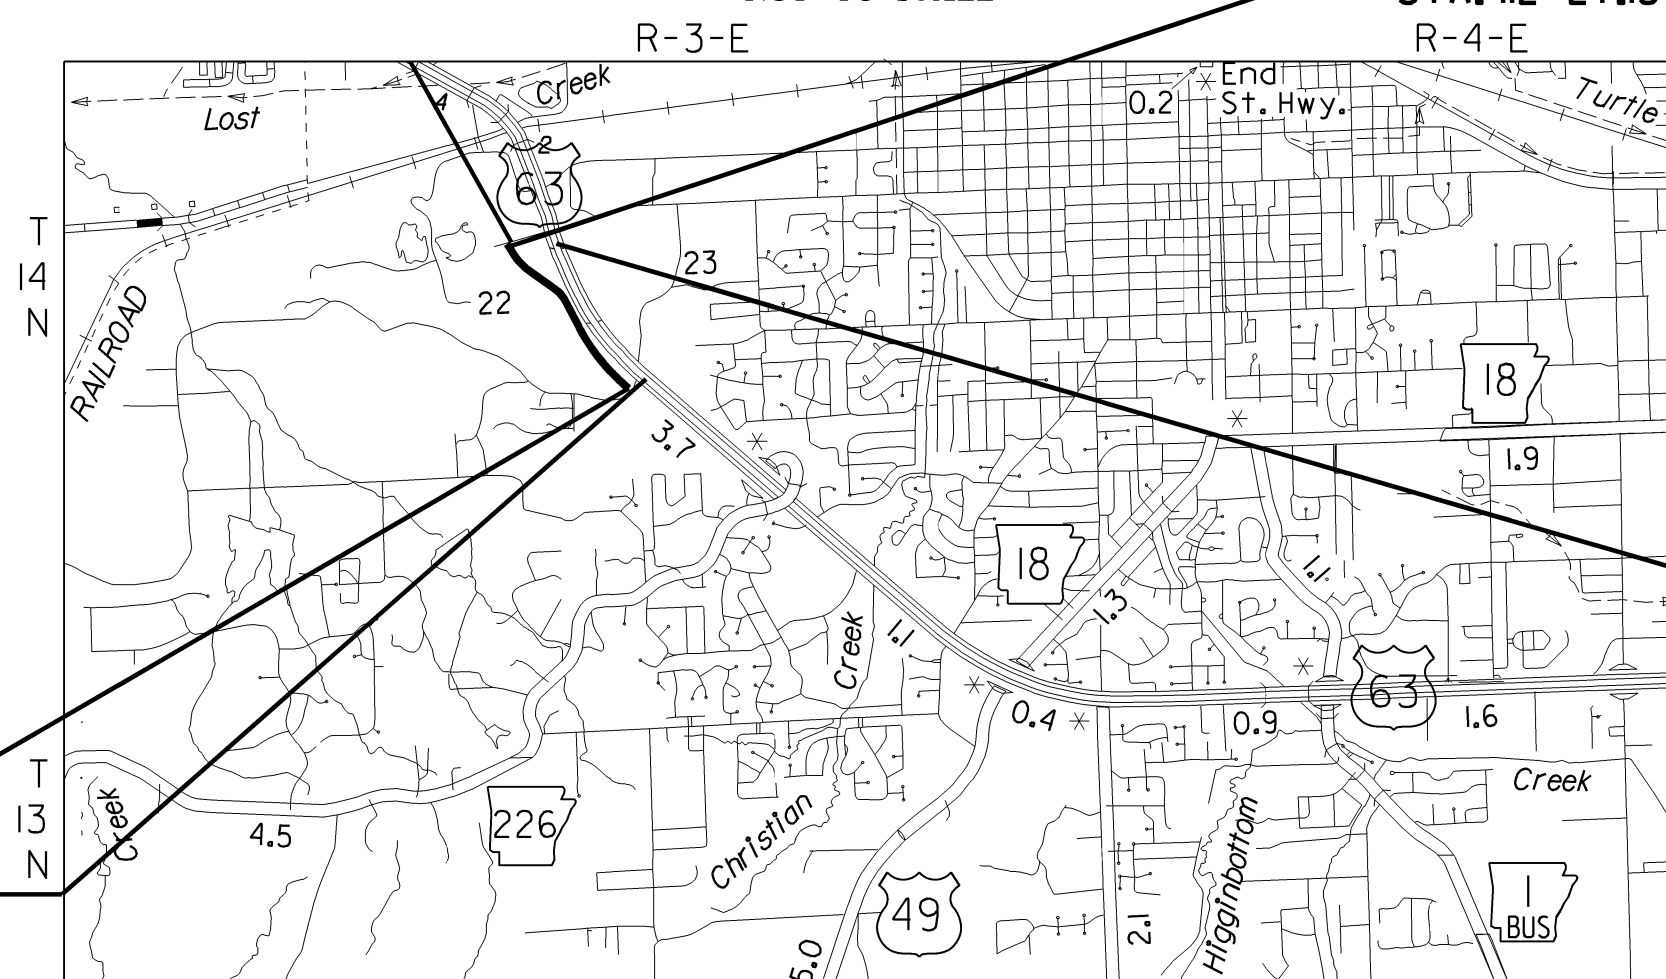 R-3-E
R-4-E
End
St. Hwy.
0.2
Turtle
Creek
Lost
4
2
63
T
14
N
RAILROAD
22
23
3.7
18
1.9
18
1.3
1.1
1.1
Creek
63
0.4
0.9
1.6
T
13
N
Creek
4.5
226
Christian
49
5.0
2.1
Higginbottom
Creek
1
BUS